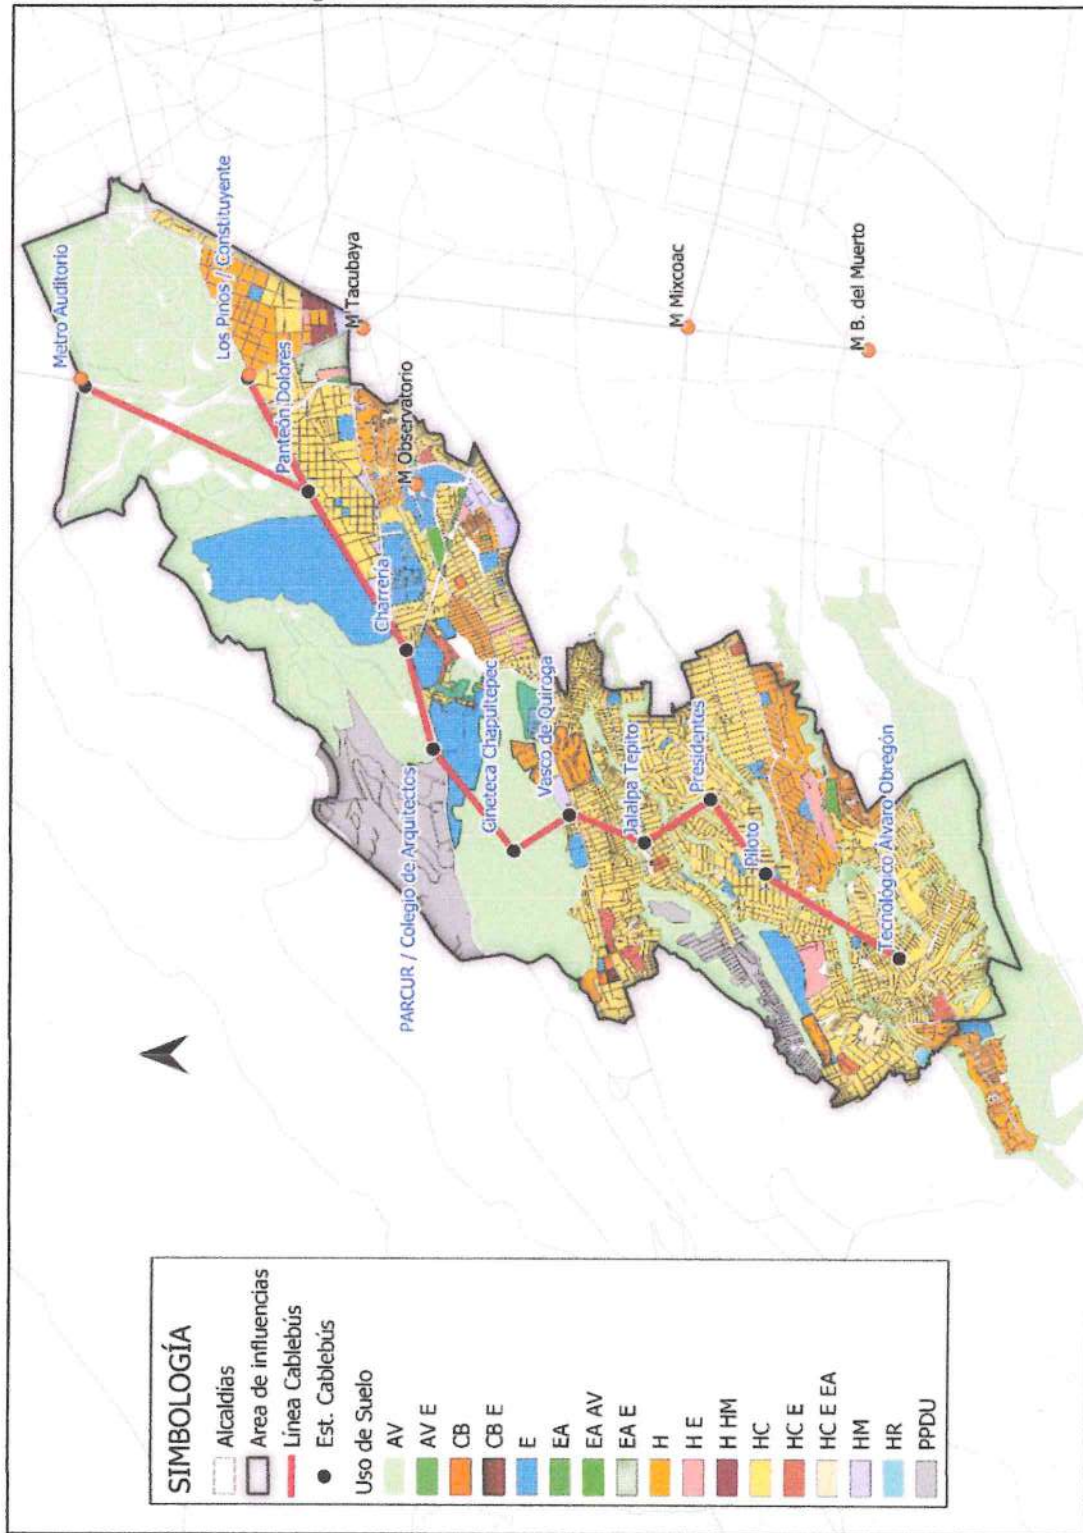 Metro Auditorio
Los Pinos / Constituyente
Panteón Dolores
M Tacubaya
M Observatorio
Charrería
M Mixcoac
M B. del Muerto
PARCUR / Colegio de Arquitectos
Cineteca Chapultepec
Vasco de Quiroga
Jalalpa Tepito
Presidentes
Piloto
Tecnológico Álvaro Obregón
SIMBOLOGÍA
Alcaldías
Area de influencias
Línea Cablebús
Est. Cablebús
Uso de Suelo
AV
AV E
CB
CB E
E
EA
EA AV
EA E
H
H E
H HM
HC
HC E
HC E EA
HM
HR
PPDU